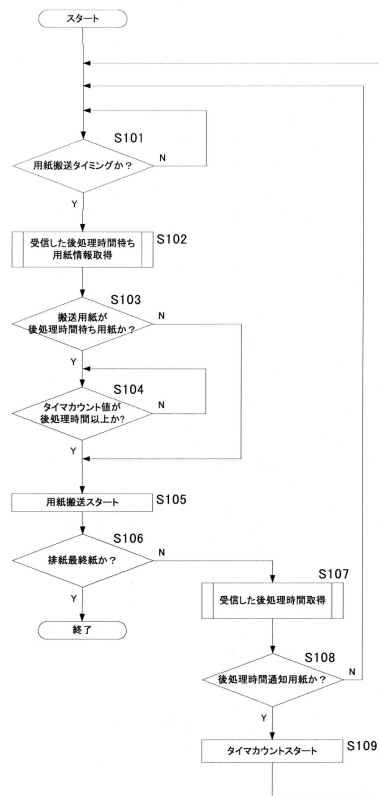 スタート
S101
用紙搬送タイミングか？
N
Y
受信した後処理時間待ち
用紙情報取得
S102
S103
搬送用紙が
後処理時間待ち用紙か？
N
Y
S104
タイマカウント値が
後処理時間以上か?
N
Y
用紙搬送スタート
S105
S106
排紙最終紙か？
N
Y
終了
S107
受信した後処理時間取得
S108
後処理時間通知用紙か？
N
Y
タイマカウントスタート
S109